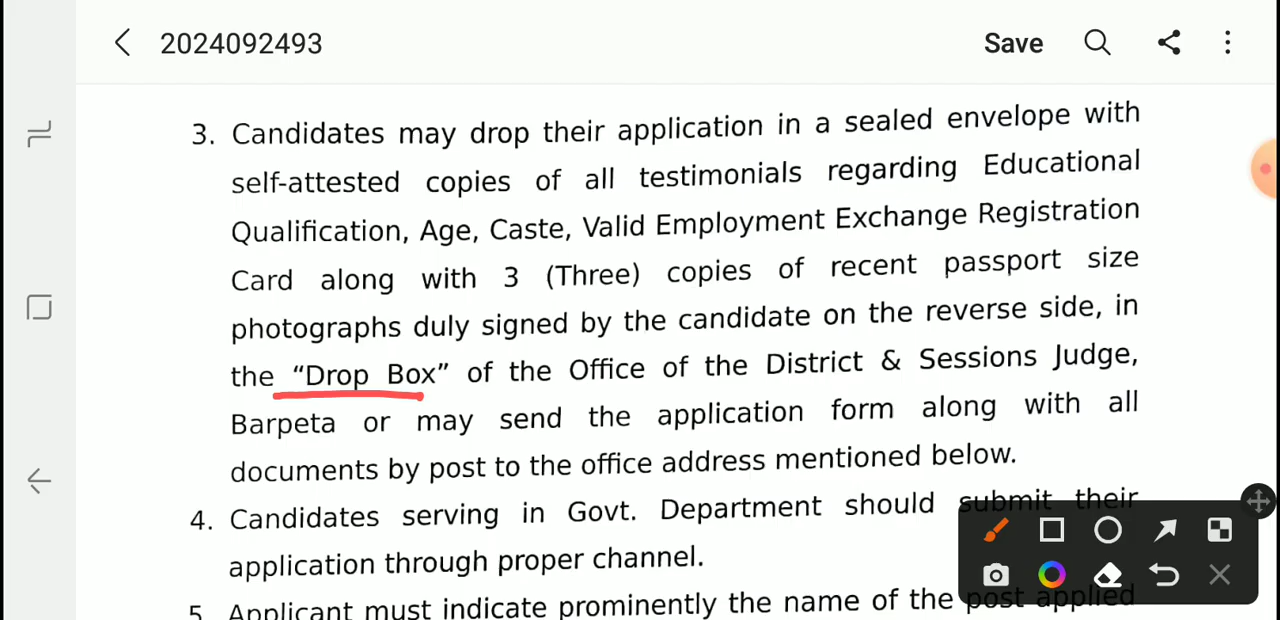 2024092493
Save
3. Candidates may drop their application in a sealed envelope with
self-attested copies of all testimonials regarding Educational
Qualification, Age, Caste, Valid Employment Exchange Registration
Card along with 3 (Three) copies of recent passport size
photographs duly signed by the candidate on the reverse side, in
the “Drop Box” of the Office of the District & Sessions Judge,
Barpeta or may send the application form along with all
documents by post to the office address mentioned below.
4. Candidates serving in Govt. Department should submit their
application through proper channel.
5. Applicant must indicate prominently the name of the post applied